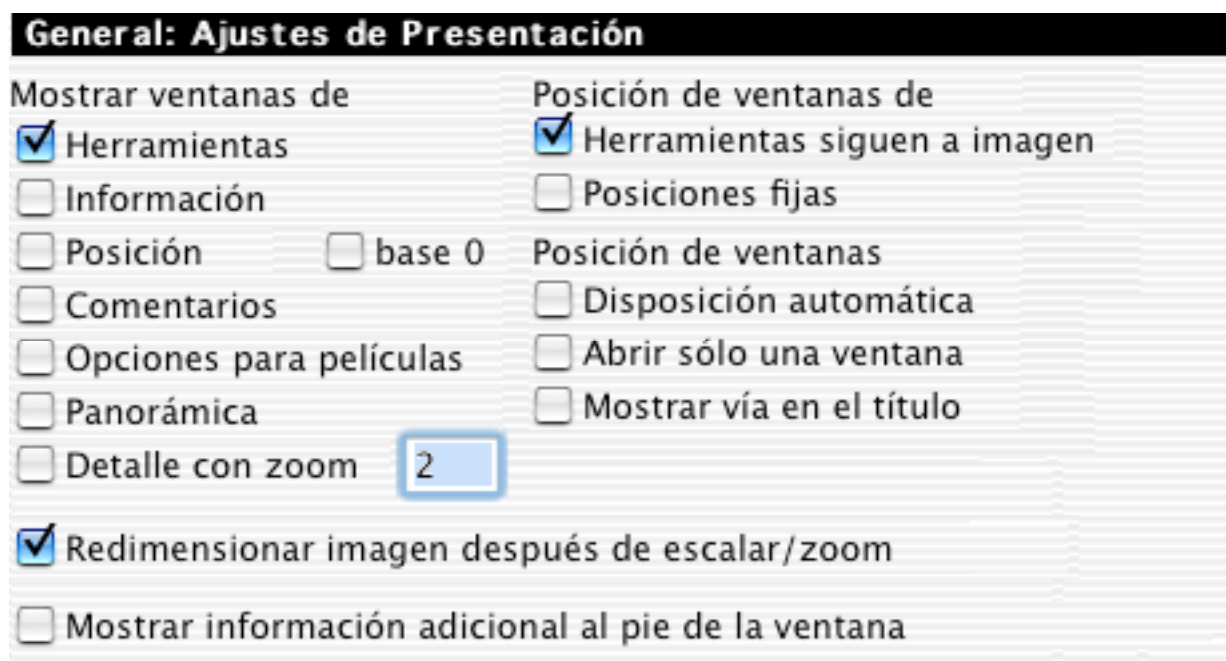 General: Ajustes de Presentación
Mostrar ventanas de
Herramientas
Información
Posición base 0
Comentarios
Opciones para películas
Panorámica
Detalle con zoom 2
Posición de ventanas de
Herramientas siguen a imagen
Posiciones fijas
Posición de ventanas
Disposición automática
Abrir sólo una ventana
Mostrar vía en el título
Redimensionar imagen después de escalar/zoom
Mostrar información adicional al pie de la ventana